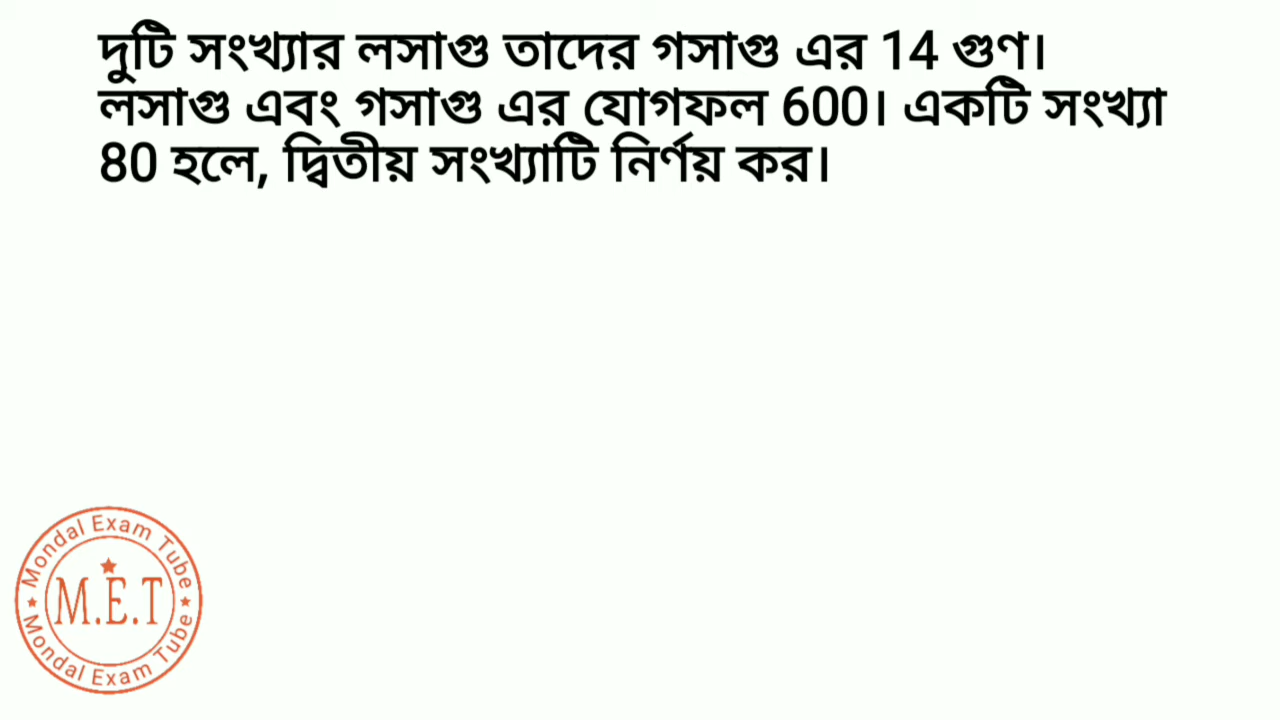 দুটি সংখ্যার লসাগু তাদের গসাগু এর 14 গুণ।
লসাগু এবং গসাগু এর যোগফল 600। একটি সংখ্যা
80 হলে, দ্বিতীয় সংখ্যাটি নির্ণয় কর।
Mondal Exam Tube
M.E.T
Mondal Exam Tube